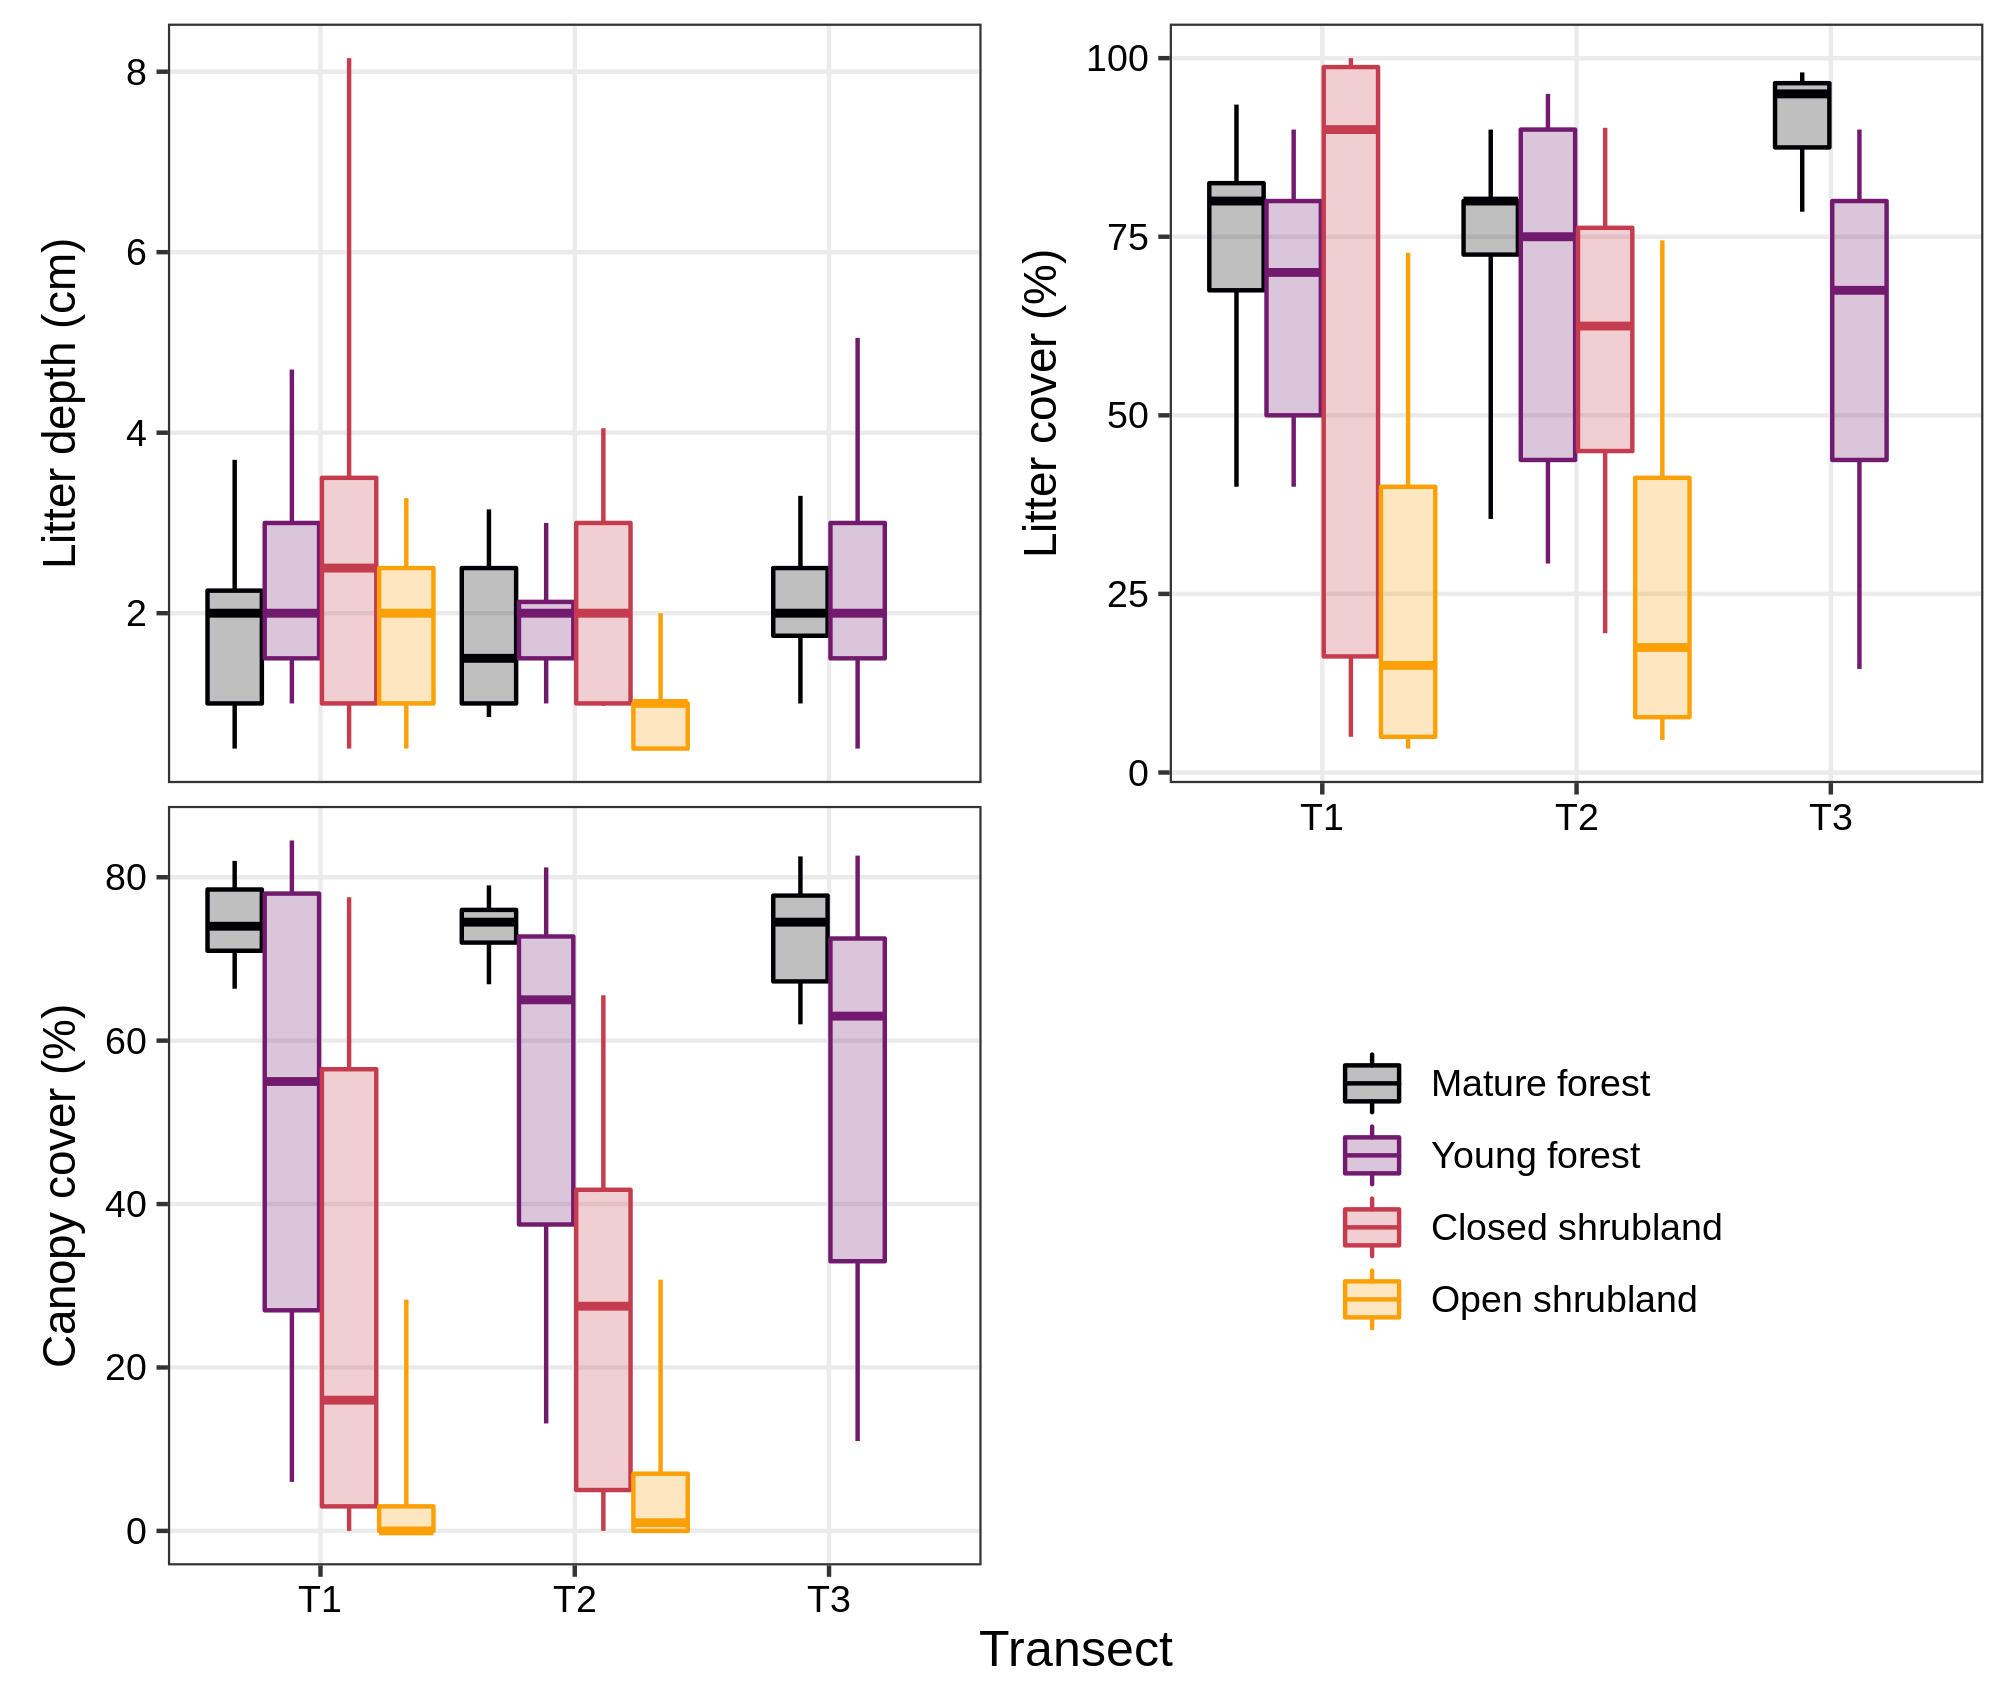 Litter depth (cm)
8
6
4
2
Litter cover (%)
100
75
50
25
0
T1 T2 T3
Canopy cover (%)
80
60
40
20
0
T1 T2 T3
Mature forest
Young forest
Closed shrubland
Open shrubland
Transect